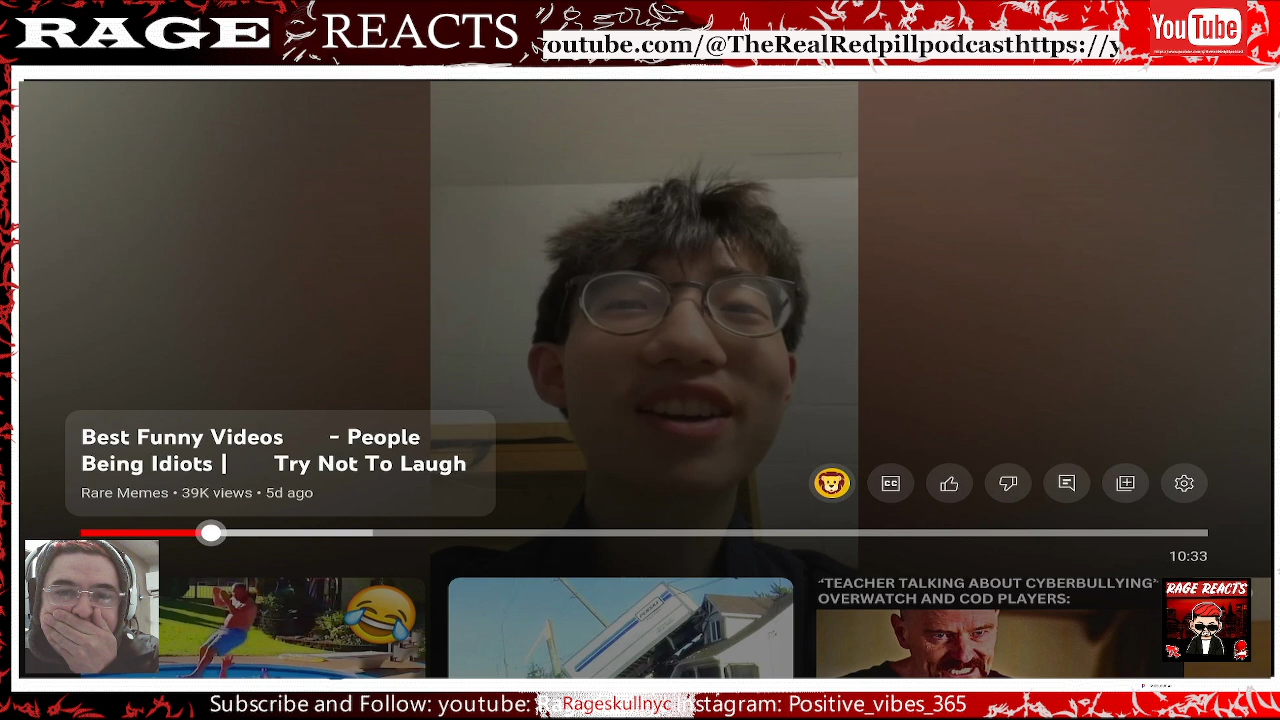 RAGE REACTS
outube.com/@TheRealRedpillpodcasthttps://y
YouTube
Best Funny Videos - People
Being Idiots | Try Not To Laugh
Rare Memes • 39K views • 5d ago
CC
10:33
*TEACHER TALKING ABOUT CYBERBULLYING*
OVERWATCH AND COD PLAYERS:
RAGE REACTS
Subscribe and Follow: youtube: Rageskullnyc Instagram: Positive_vibes_365